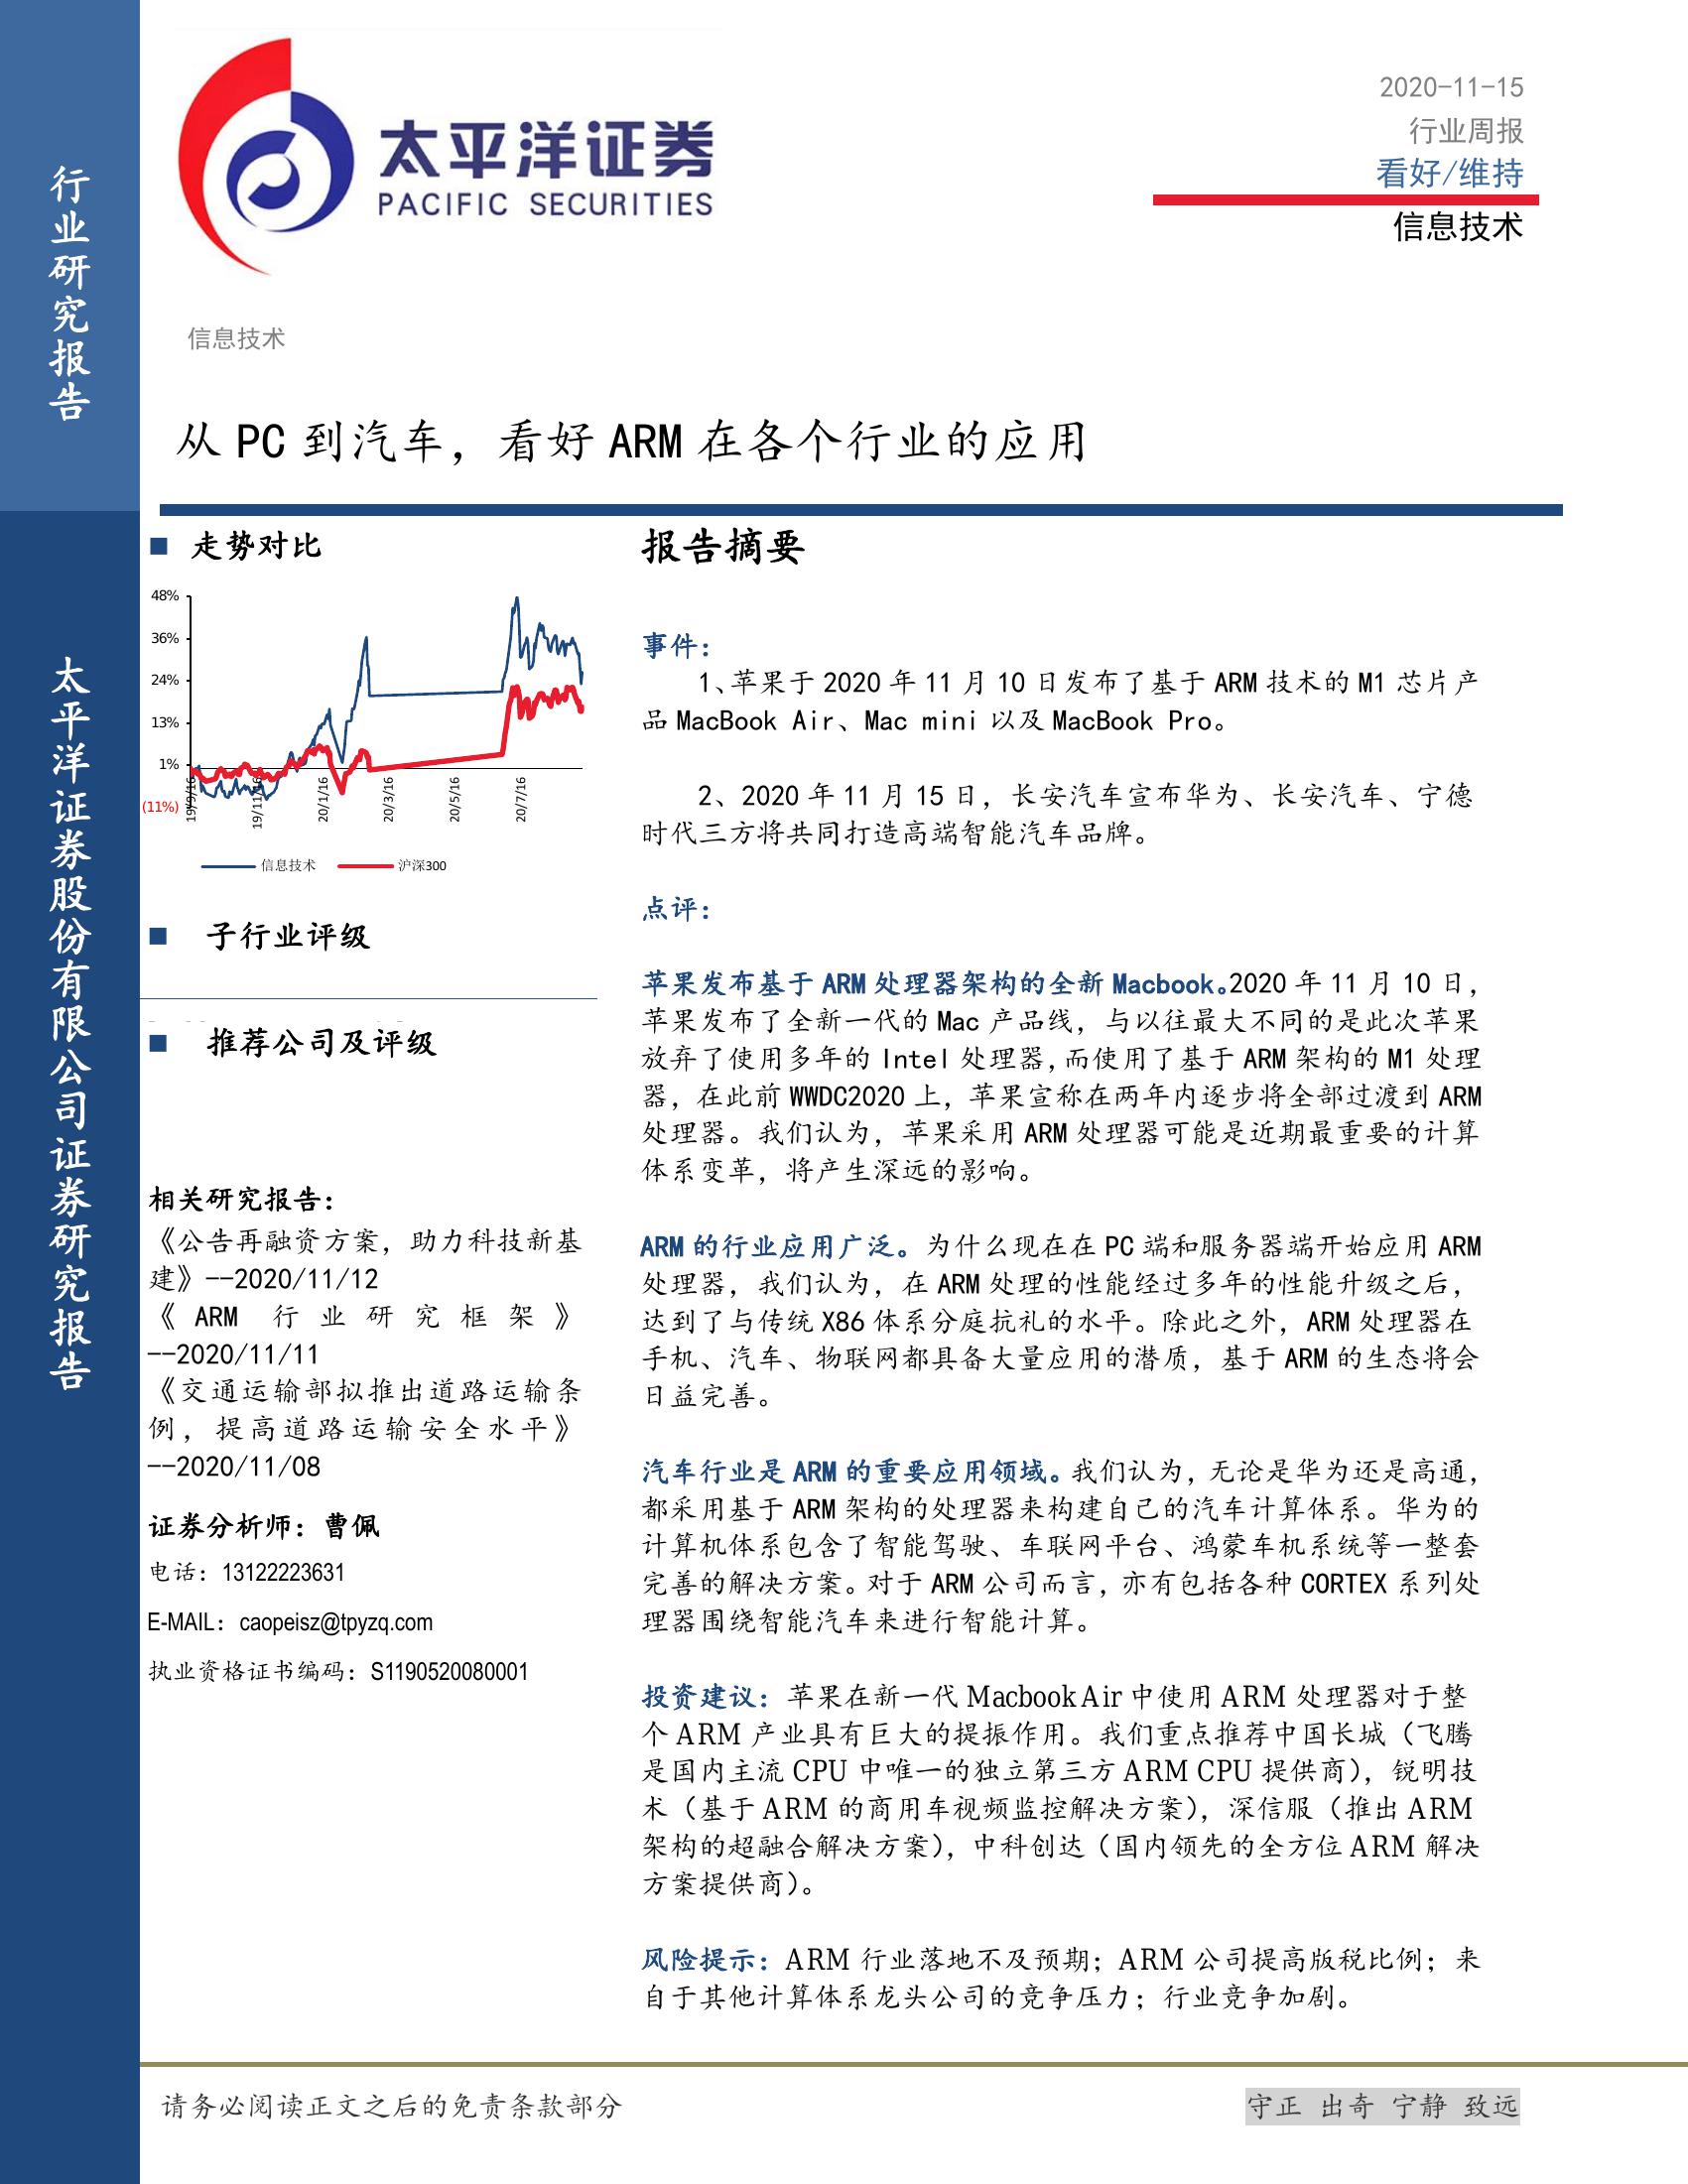 行业研究报告
太平洋证券股份有限公司证券研究报告
太平洋证券
PACIFIC SECURITIES
2020-11-15
行业周报
看好/维持
信息技术
信息技术
从 PC 到汽车，看好 ARM 在各个行业的应用
■ 走势对比
48%
36%
24%
13%
1%
(11%)
19/9/16
19/11/16
20/1/16
20/3/16
20/5/16
20/7/16
信息技术
沪深300
■ 子行业评级
■ 推荐公司及评级
相关研究报告：
《公告再融资方案，助力科技新基
建》--2020/11/12
《 ARM 行业研究框架》
--2020/11/11
《交通运输部拟推出道路运输条
例，提高道路运输安全水平》
--2020/11/08
证券分析师：曹佩
电话：13122223631
E-MAIL：caopeisz@tpyzq.com
执业资格证书编码：S1190520080001
报告摘要
事件：
1、苹果于 2020 年 11 月 10 日发布了基于 ARM 技术的 M1 芯片产
品 MacBook Air、Mac mini 以及 MacBook Pro。
2、2020 年 11 月 15 日，长安汽车宣布华为、长安汽车、宁德
时代三方将共同打造高端智能汽车品牌。
点评：
苹果发布基于 ARM 处理器架构的全新 Macbook。2020 年 11 月 10 日，
苹果发布了全新一代的 Mac 产品线，与以往最大不同的是此次苹果
放弃了使用多年的 Intel 处理器，而使用了基于 ARM 架构的 M1 处理
器，在此前 WWDC2020 上，苹果宣称在两年内逐步将全部过渡到 ARM
处理器。我们认为，苹果采用 ARM 处理器可能是近期最重要的计算
体系变革，将产生深远的影响。
ARM 的行业应用广泛。为什么现在在 PC 端和服务器端开始应用 ARM
处理器，我们认为，在 ARM 处理的性能经过多年的性能升级之后，
达到了与传统 X86 体系分庭抗礼的水平。除此之外，ARM 处理器在
手机、汽车、物联网都具备大量应用的潜质，基于 ARM 的生态将会
日益完善。
汽车行业是 ARM 的重要应用领域。我们认为，无论是华为还是高通，
都采用基于 ARM 架构的处理器来构建自己的汽车计算体系。华为的
计算机体系包含了智能驾驶、车联网平台、鸿蒙车机系统等一整套
完善的解决方案。对于 ARM 公司而言，亦有包括各种 CORTEX 系列处
理器围绕智能汽车来进行智能计算。
投资建议：苹果在新一代 Macbook Air 中使用 ARM 处理器对于整
个 ARM 产业具有巨大的提振作用。我们重点推荐中国长城（飞腾
是国内主流 CPU 中唯一的独立第三方 ARM CPU 提供商），锐明技
术（基于 ARM 的商用车视频监控解决方案），深信服（推出 ARM
架构的超融合解决方案），中科创达（国内领先的全方位 ARM 解决
方案提供商）。
风险提示：ARM 行业落地不及预期；ARM 公司提高版税比例；来
自于其他计算体系龙头公司的竞争压力；行业竞争加剧。
请务必阅读正文之后的免责条款部分
守正 出奇 宁静 致远